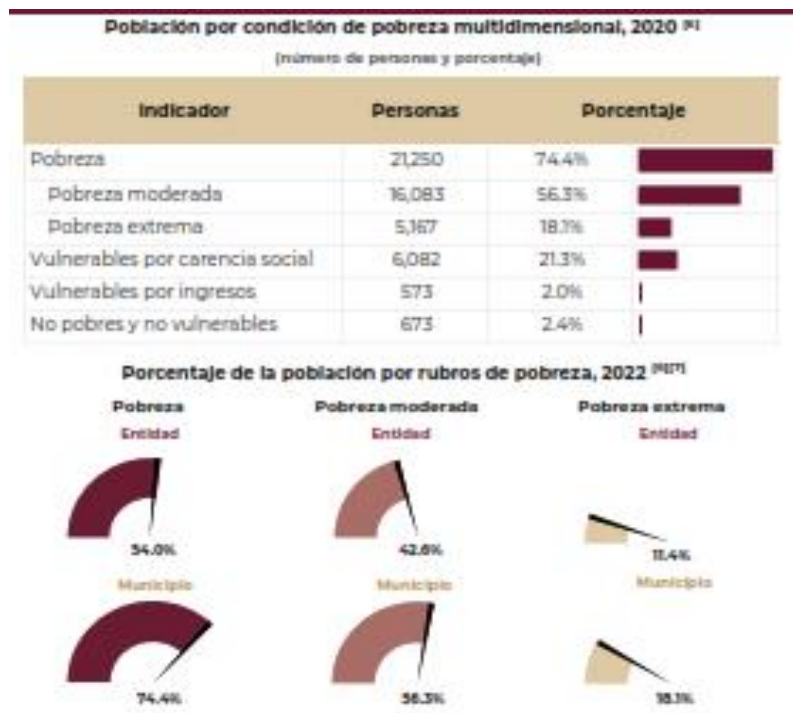 Población por condición de pobreza multidimensional, 2020 [6]
(número de personas y porcentaje)
Indicador Personas Porcentaje
Pobreza 21,250 74.4%
Pobreza moderada 16,083 56.3%
Pobreza extrema 5,167 18.1%
Vulnerables por carencia social 6,082 21.3%
Vulnerables por ingresos 573 2.0%
No pobres y no vulnerables 673 2.4%
Porcentaje de la población por rubros de pobreza, 2022
Pobreza Pobreza moderada Pobreza extrema
Entidad Entidad Entidad
54.0% 42.6% 11.4%
Municipio Municipio Municipio
74.4% 56.3% 18.1%